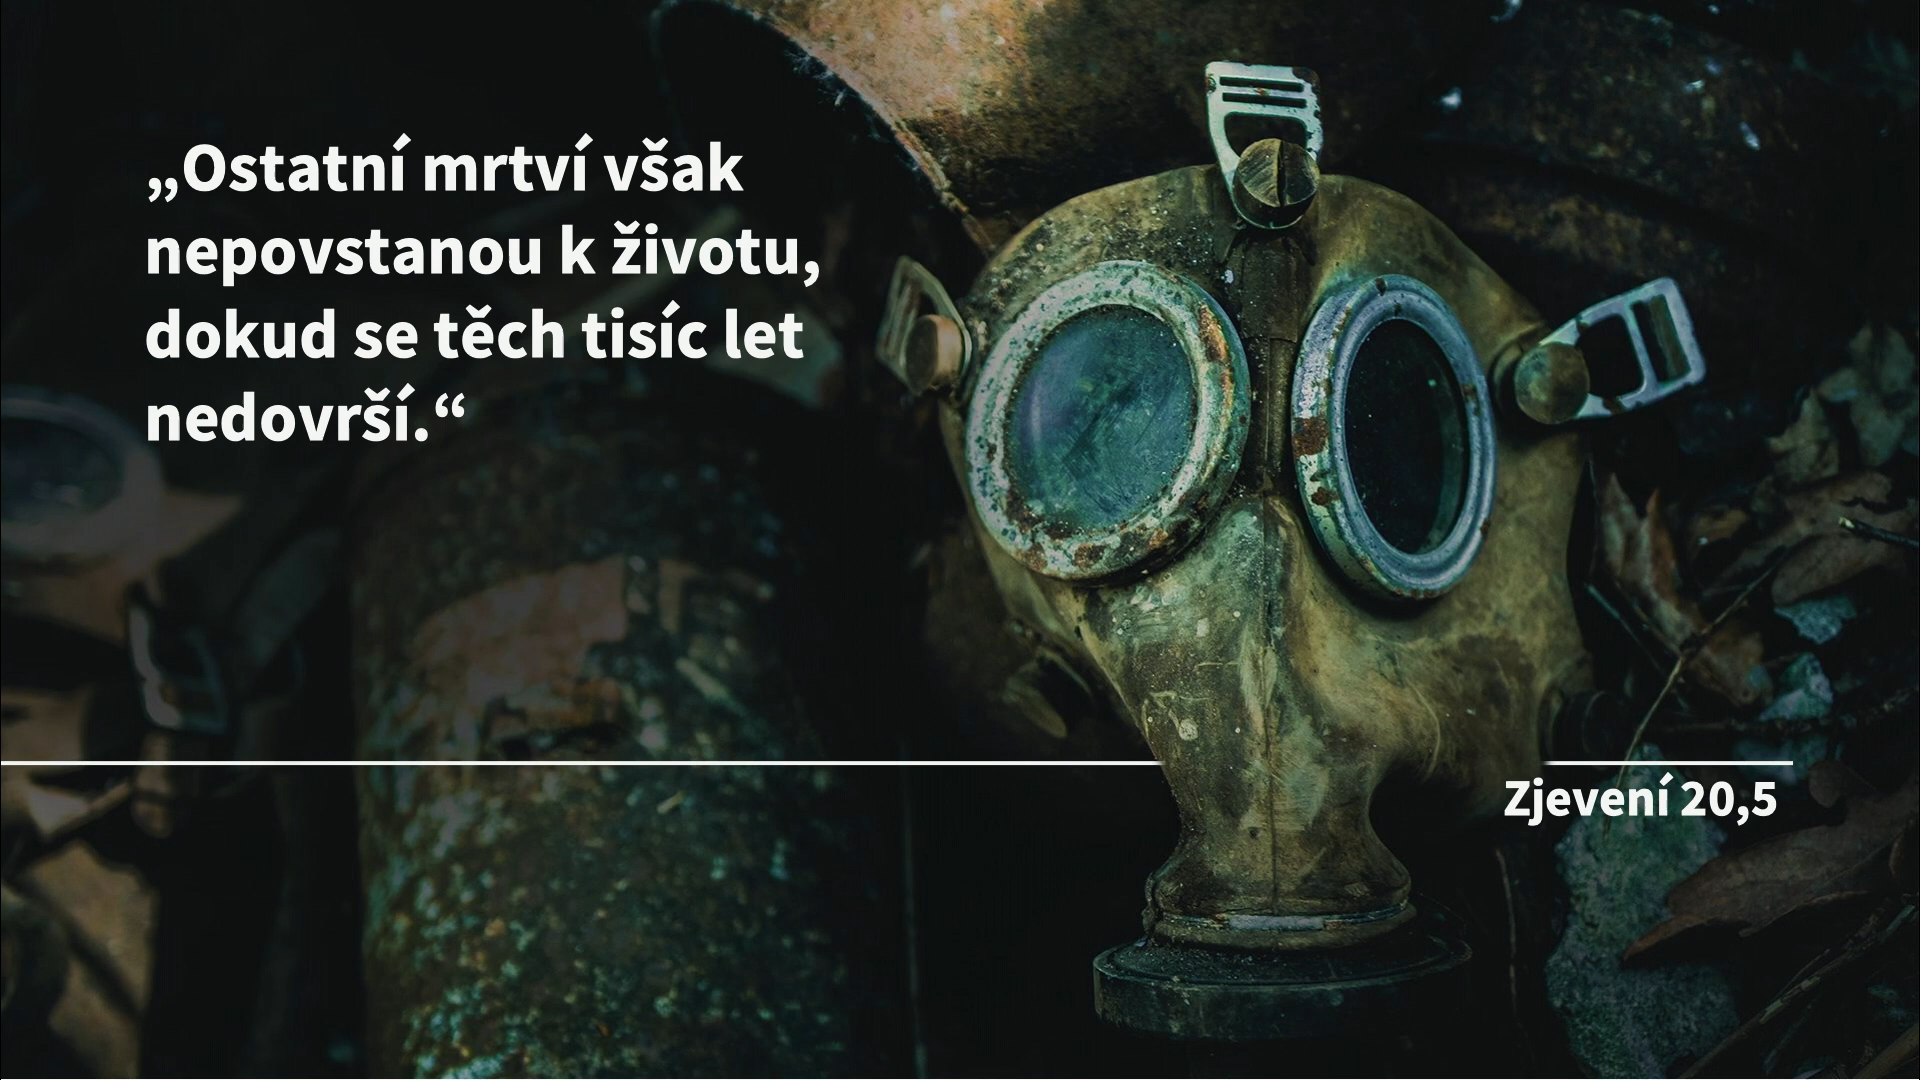 „Ostatní mrtví však
nepovstanou k životu,
dokud se těch tisíc let
nedovrší.“
Zjevení 20,5